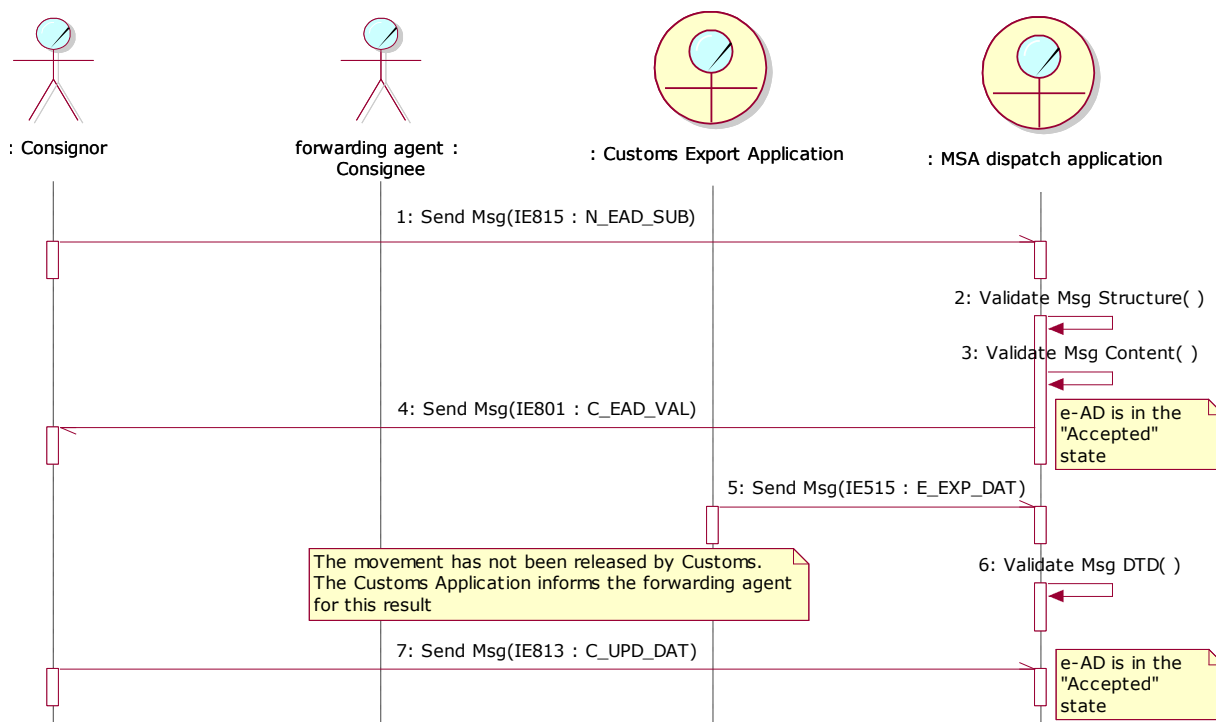 : Consignor
forwarding agent :
Consignee
: Customs Export Application
: MSA dispatch application
1: Send Msg(IE815 : N_EAD_SUB)
2: Validate Msg Structure( )
3: Validate Msg Content( )
4: Send Msg(IE801 : C_EAD_VAL)
e-AD is in the
"Accepted"
state
5: Send Msg(IE515 : E_EXP_DAT)
The movement has not been released by Customs.
The Customs Application informs the forwarding agent
for this result
6: Validate Msg DTD( )
7: Send Msg(IE813 : C_UPD_DAT)
e-AD is in the
"Accepted"
state